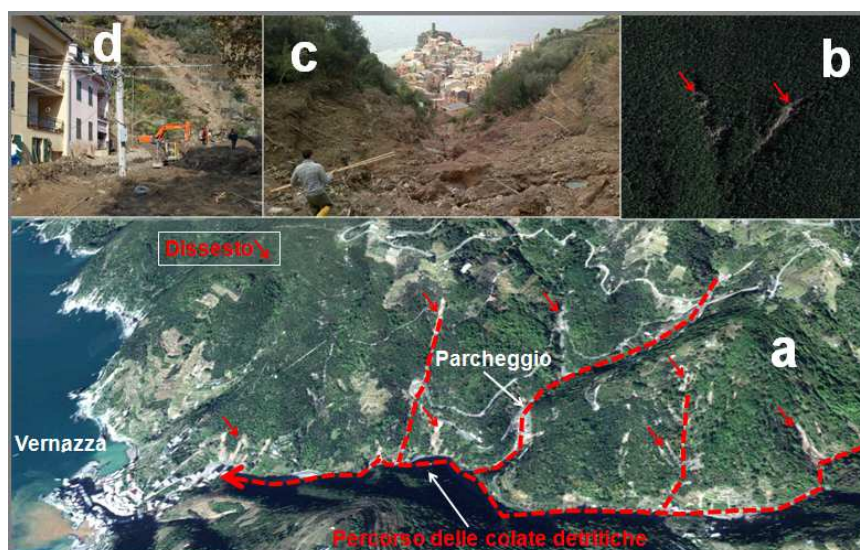 d
c
b
Dissesto
a
Parcheggio
Vernazza
Percorso delle colate detritiche